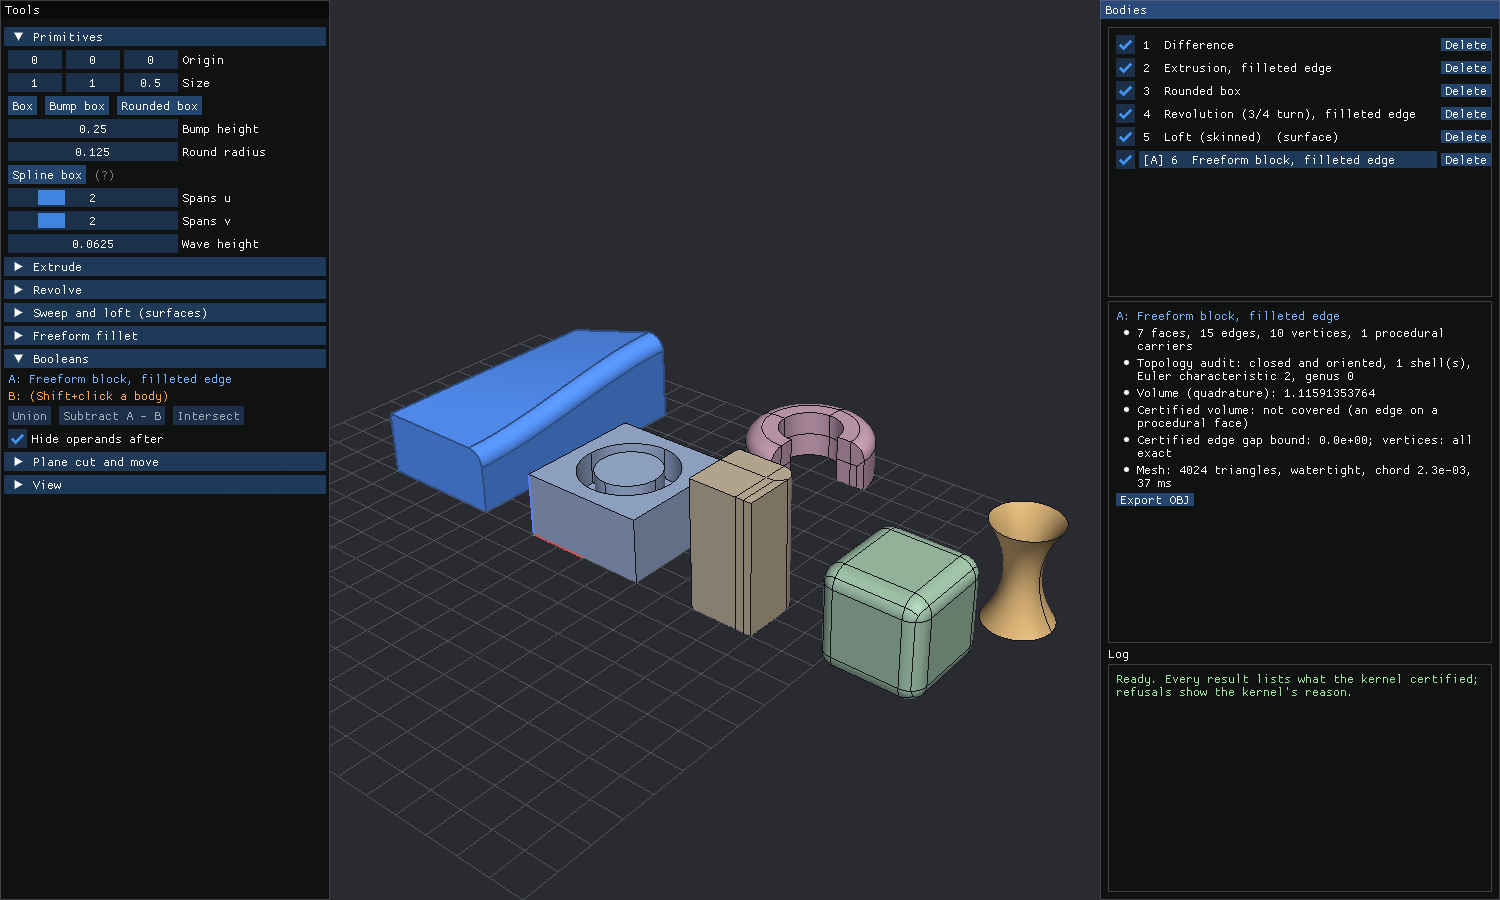 Tools
Primitives
0 0 0 Origin
1 1 0.5 Size
Box Bump box Rounded box
0.25 Bump height
0.125 Round radius
Spline box (?)
2 Spans u
2 Spans v
0.0625 Wave height
Extrude
Revolve
Sweep and loft (surfaces)
Freeform fillet
Booleans
A: Freeform block, filleted edge
B: (Shift+click a body)
Union Subtract A - B Intersect
Hide operands after
Plane cut and move
View
Bodies
1 Difference Delete
2 Extrusion, filleted edge Delete
3 Rounded box Delete
4 Revolution (3/4 turn), filleted edge Delete
5 Loft (skinned) (surface) Delete
[A] 6 Freeform block, filleted edge Delete
A: Freeform block, filleted edge
7 faces, 15 edges, 10 vertices, 1 procedural
carriers
Topology audit: closed and oriented, 1 shell(s),
Euler characteristic 2, genus 0
Volume (quadrature): 1.11591353764
Certified volume: not covered (an edge on a
procedural face)
Certified edge gap bound: 0.0e+00; vertices: all
exact
Mesh: 4024 triangles, watertight, chord 2.3e-03,
37 ms
Export OBJ
Log
Ready. Every result lists what the kernel certified;
refusals show the kernel's reason.